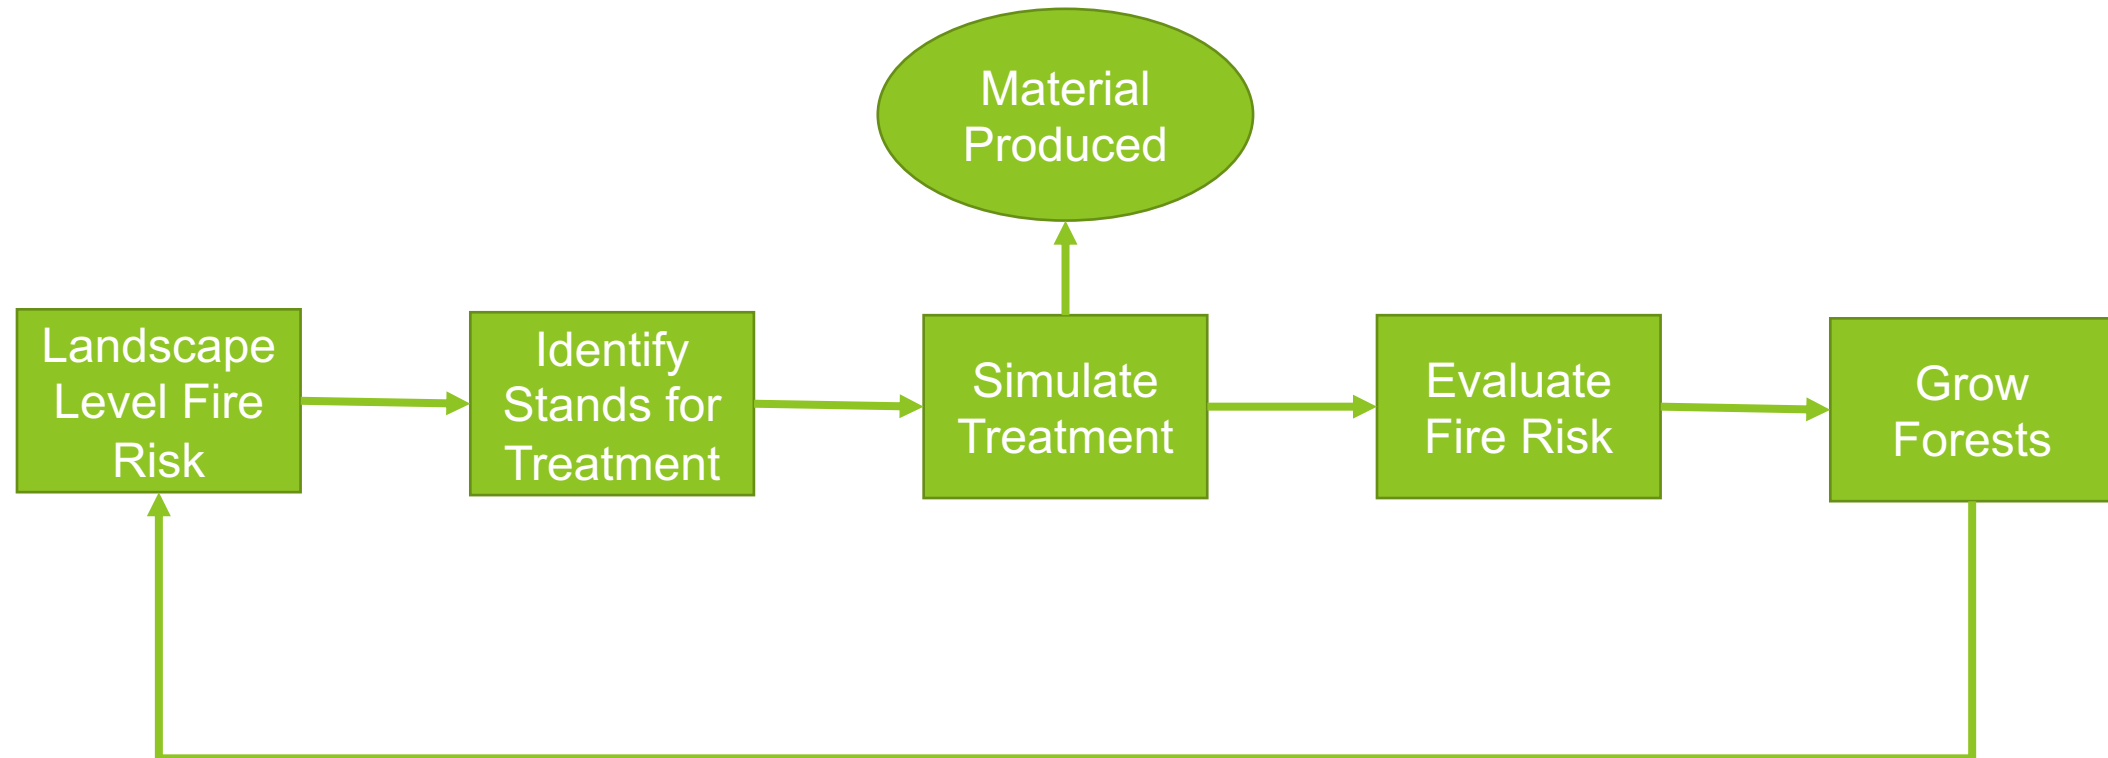 Material
Produced
Landscape
Level Fire
Risk
Identify
Stands for
Treatment
Simulate
Treatment
Evaluate
Fire Risk
Grow
Forests